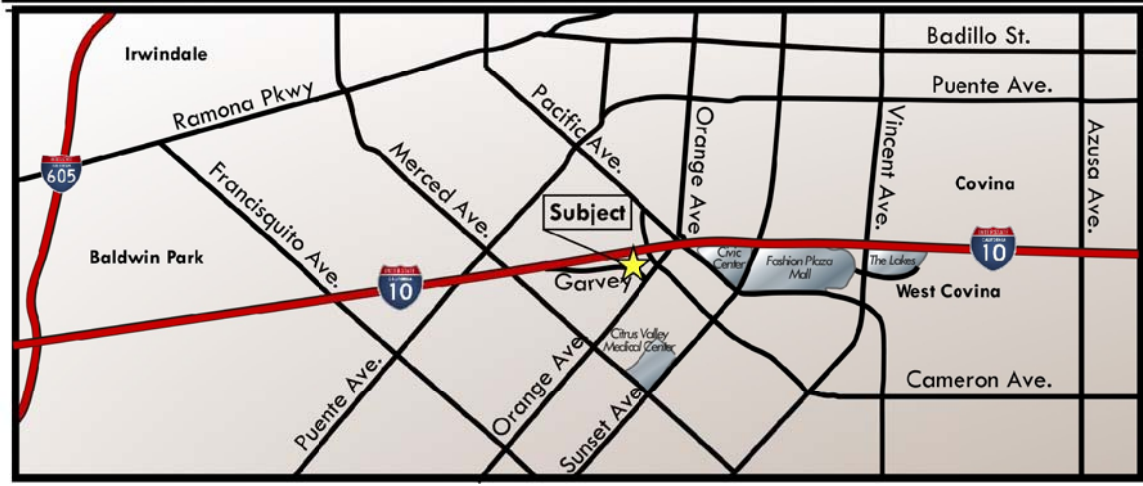 Badillo St.
Irwindale
Puente Ave.
Ramona Pkwy
Pacific Ave.
Orange Ave
Vincent Ave.
Azusa Ave.
605
Merced Ave.
Francisquito Ave.
Covina
Subject
Baldwin Park
CALIFORNIA
10
Civic
Center
Fashion Plaza
Mall
The Lakes
CALIFORNIA
10
Garvey
West Covina
Citrus Valley
Medical Center
Puente Ave.
Orange Ave
Sunset Ave
Cameron Ave.